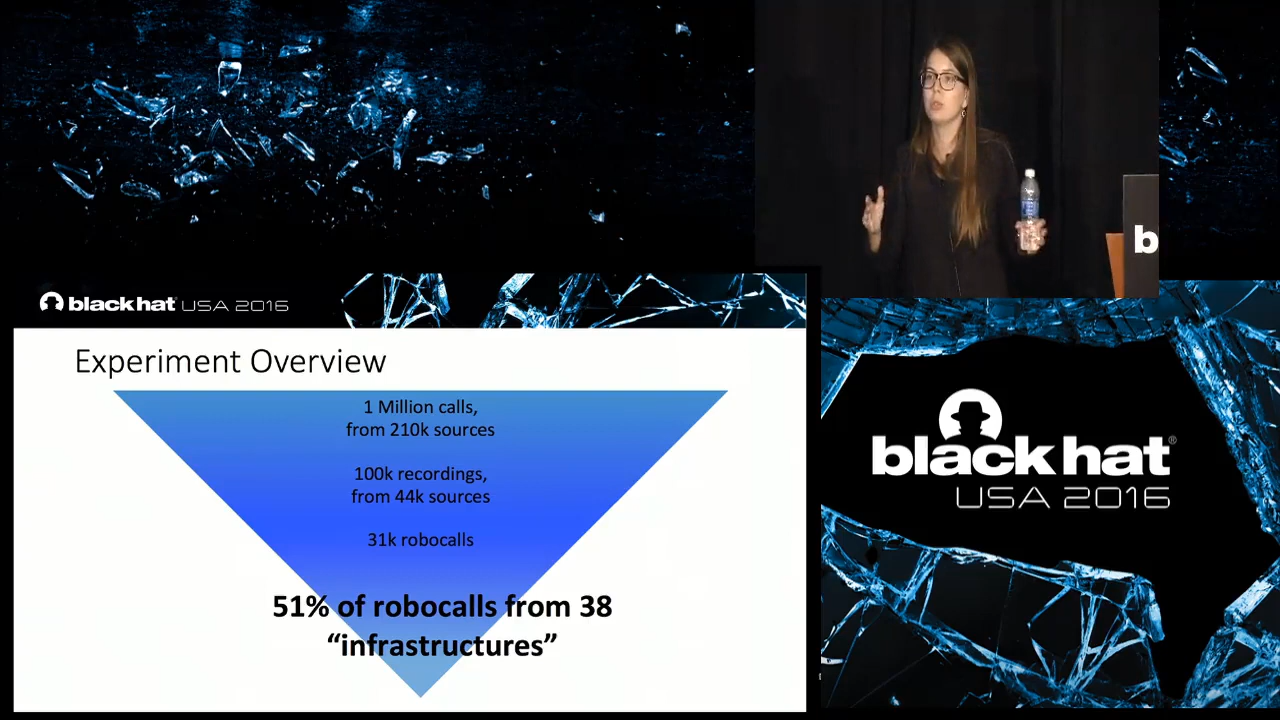 b
black hat USA 2016
Experiment Overview
1 Million calls,
from 210k sources
100k recordings,
from 44k sources
31k robocalls
51% of robocalls from 38
“infrastructures”
black hat®
USA 2016